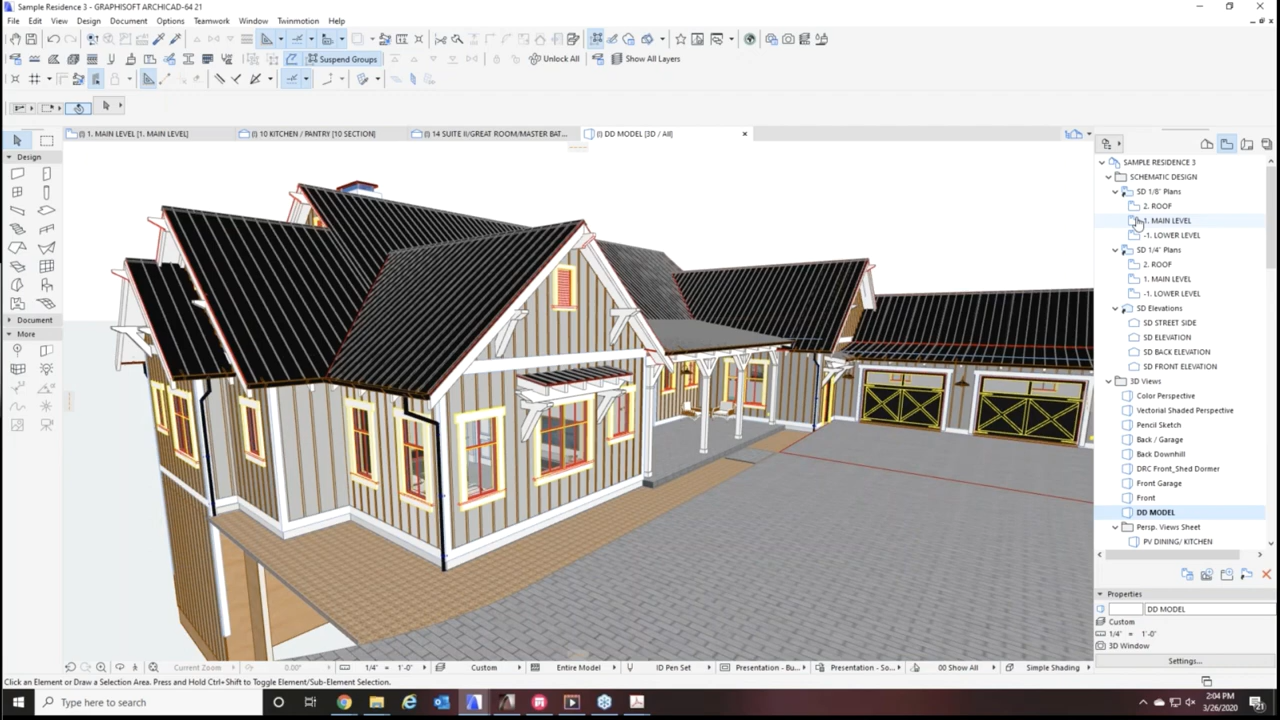 Sample Residence 3 - GRAPHISOFT ARCHICAD-64 21
File Edit View Design Document Options Teamwork Window Twinmotion Help
Suspend Groups
Unlock All
Show All Layers
(!) 1. MAIN LEVEL [1. MAIN LEVEL]
(!) 10 KITCHEN / PANTRY [10 SECTION]
(!) 14 SUITE II/GREAT ROOM/MASTER BAT...
(!) DD MODEL [3D / All]
Design
Document
More
SAMPLE RESIDENCE 3
SCHEMATIC DESIGN
SD 1/8" Plans
2. ROOF
1. MAIN LEVEL
-1. LOWER LEVEL
SD 1/4" Plans
2. ROOF
1. MAIN LEVEL
-1. LOWER LEVEL
SD Elevations
SD STREET SIDE
SD ELEVATION
SD BACK ELEVATION
SD FRONT ELEVATION
3D Views
Color Perspective
Vectorial Shaded Perspective
Pencil Sketch
Back / Garage
Back Downhill
DRC Front_Shed Dormer
Front Garage
Front
DD MODEL
Persp. Views Sheet
PV DINING/ KITCHEN
Properties
DD MODEL
Custom
1/4" = 1'-0"
3D Window
Settings...
Current Zoom
0.00°
1/4" = 1'-0"
Custom
Entire Model
ID Pen Set
Presentation - Bu...
Presentation - So...
00 Show All
Simple Shading
Click an Element or Draw a Selection Area. Press and Hold Ctrl+Shift to Toggle Element/Sub-Element Selection.
Type here to search
2:04 PM
3/26/2020
21